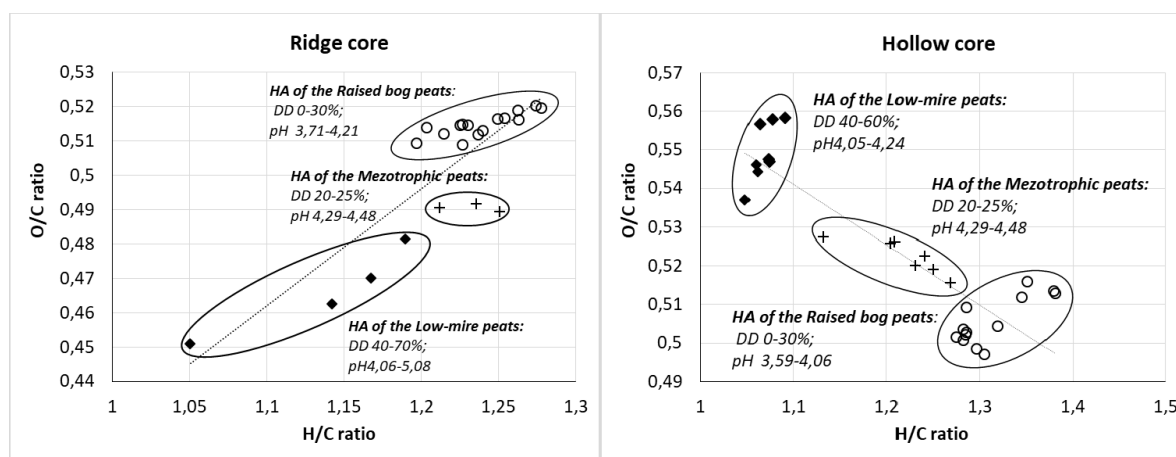 Ridge core
O/C ratio
0,53
0,52
0,51
0,5
0,49
0,48
0,47
0,46
0,45
0,44
HA of the Raised bog peats:
DD 0-30%;
pH 3,71-4,21
HA of the Mezotrophic peats:
DD 20-25%;
pH 4,29-4,48
HA of the Low-mire peats:
DD 40-70%;
pH4,06-5,08
1 1,05 1,1 1,15 1,2 1,25 1,3
H/C ratio
Hollow core
O/C ratio
0,57
0,56
0,55
0,54
0,53
0,52
0,51
0,5
0,49
HA of the Low-mire peats:
DD 40-60%;
pH4,05-4,24
HA of the Mezotrophic peats:
DD 20-25%;
pH 4,29-4,48
HA of the Raised bog peats:
DD 0-30%;
pH 3,59-4,06
1 1,1 1,2 1,3 1,4 1,5
H/C ratio